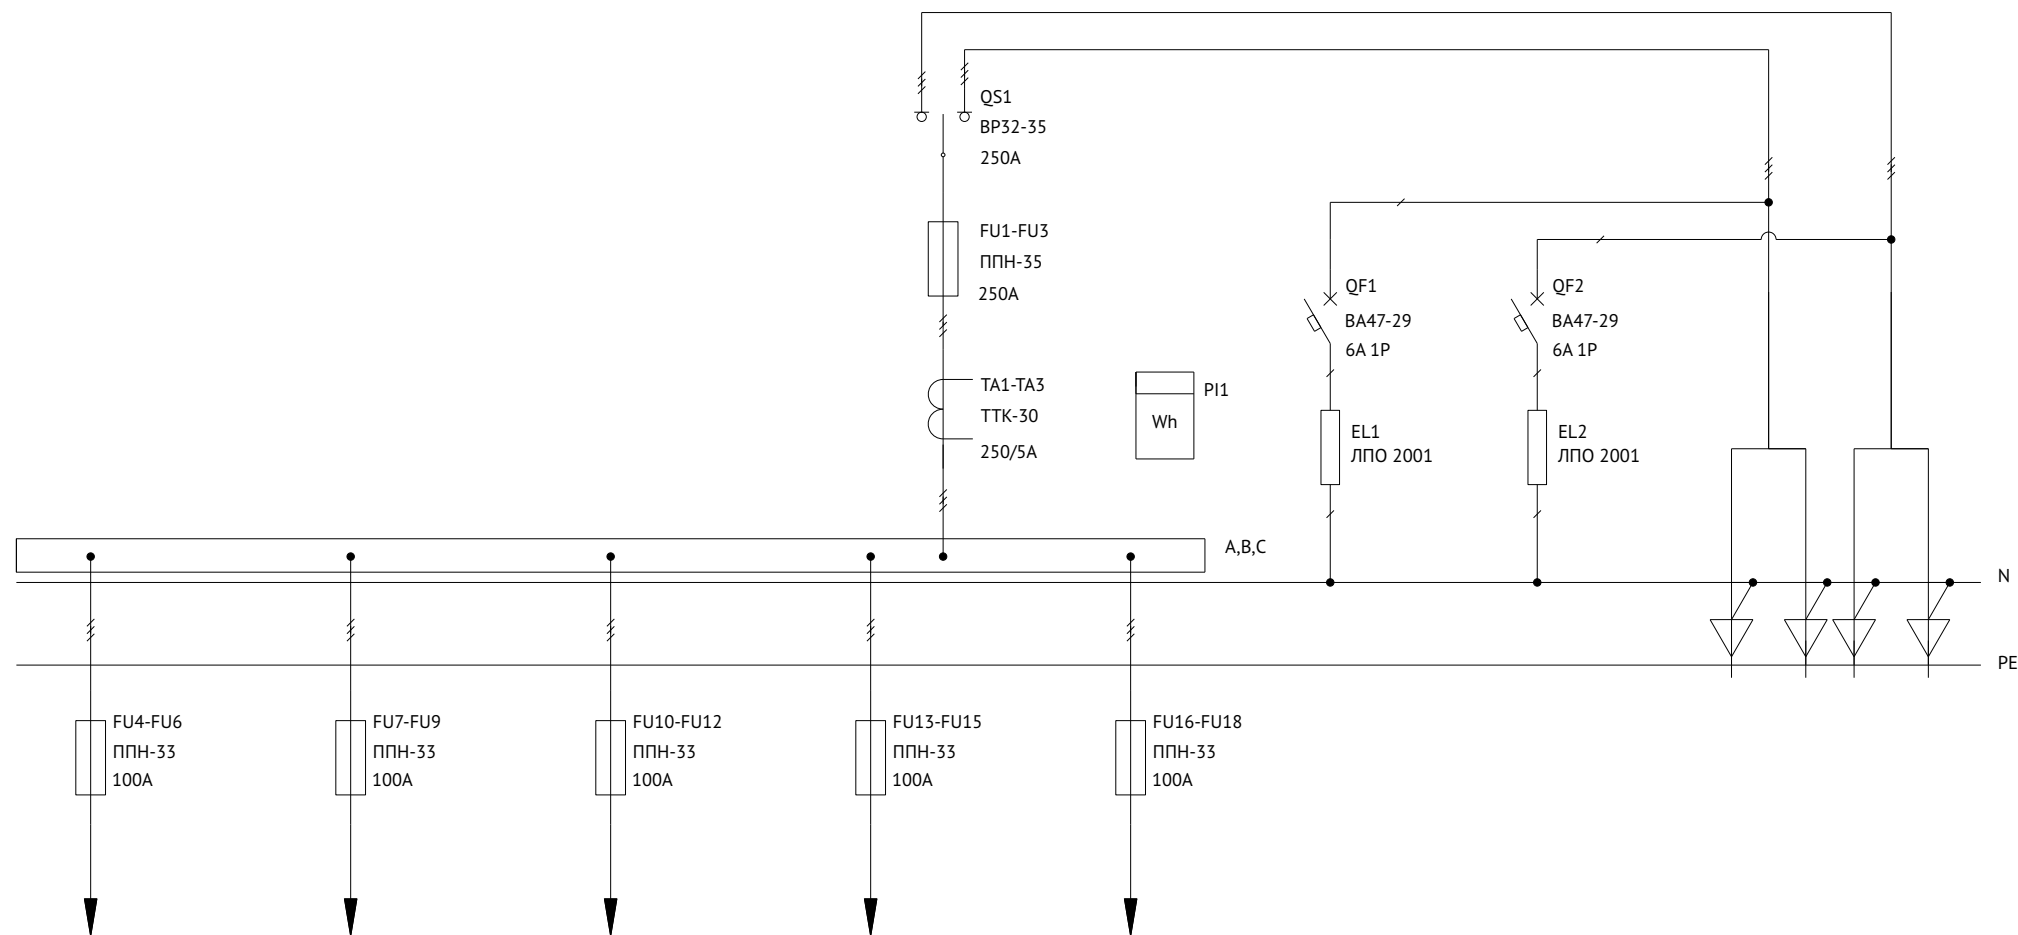 QS1
ВР32-35
250А
FU1-FU3
ППН-35
250А
QF1
ВА47-29
6А 1Р
QF2
ВА47-29
6А 1Р
TA1-TA3
ТТК-30
250/5А
PI1
Wh
EL1
ЛПО 2001
EL2
ЛПО 2001
A,B,C
N
PE
FU4-FU6
ППН-33
100А
FU7-FU9
ППН-33
100А
FU10-FU12
ППН-33
100А
FU13-FU15
ППН-33
100А
FU16-FU18
ППН-33
100А